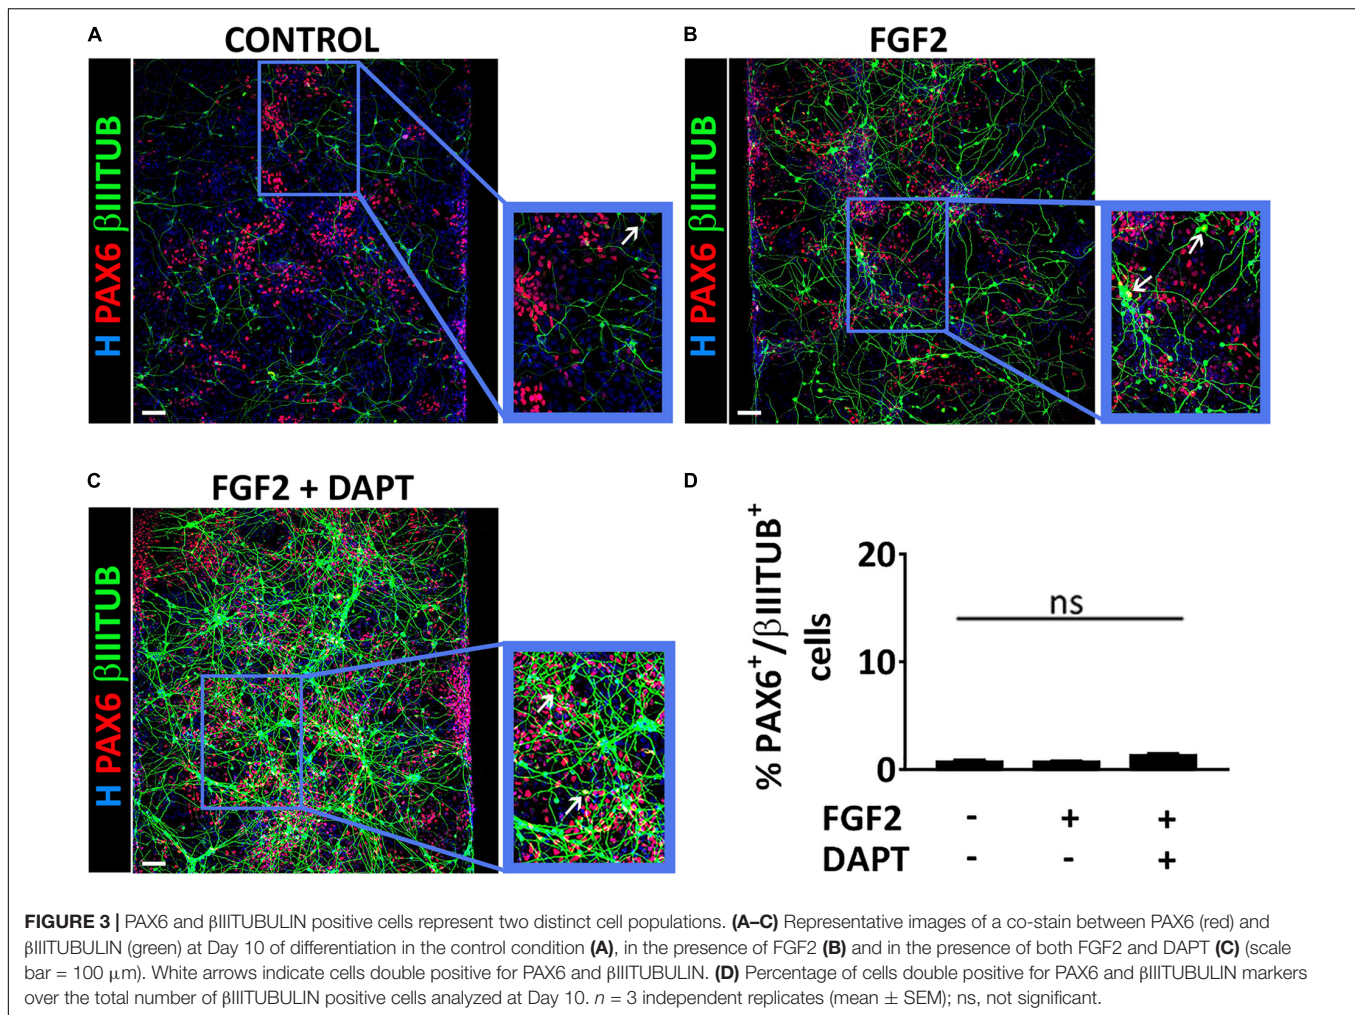 A
CONTROL
H PAX6 βIIITUB
B
FGF2
H PAX6 βIIITUB
C
FGF2 + DAPT
H PAX6 βIIITUB
D
% PAX6+/βIIITUB+
cells
20
10
0
ns
FGF2 - + +
DAPT - - +
FIGURE 3 | PAX6 and βIIITUBULIN positive cells represent two distinct cell populations. (A–C) Representative images of a co-stain between PAX6 (red) and
βIIITUBULIN (green) at Day 10 of differentiation in the control condition (A), in the presence of FGF2 (B) and in the presence of both FGF2 and DAPT (C) (scale
bar = 100 μm). White arrows indicate cells double positive for PAX6 and βIIITUBULIN. (D) Percentage of cells double positive for PAX6 and βIIITUBULIN markers
over the total number of βIIITUBULIN positive cells analyzed at Day 10. n = 3 independent replicates (mean ± SEM); ns, not significant.